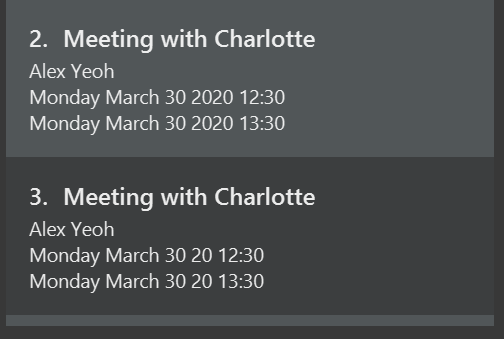 2. Meeting with Charlotte
Alex Yeoh
Monday March 30 2020 12:30
Monday March 30 2020 13:30
3. Meeting with Charlotte
Alex Yeoh
Monday March 30 20 12:30
Monday March 30 20 13:30